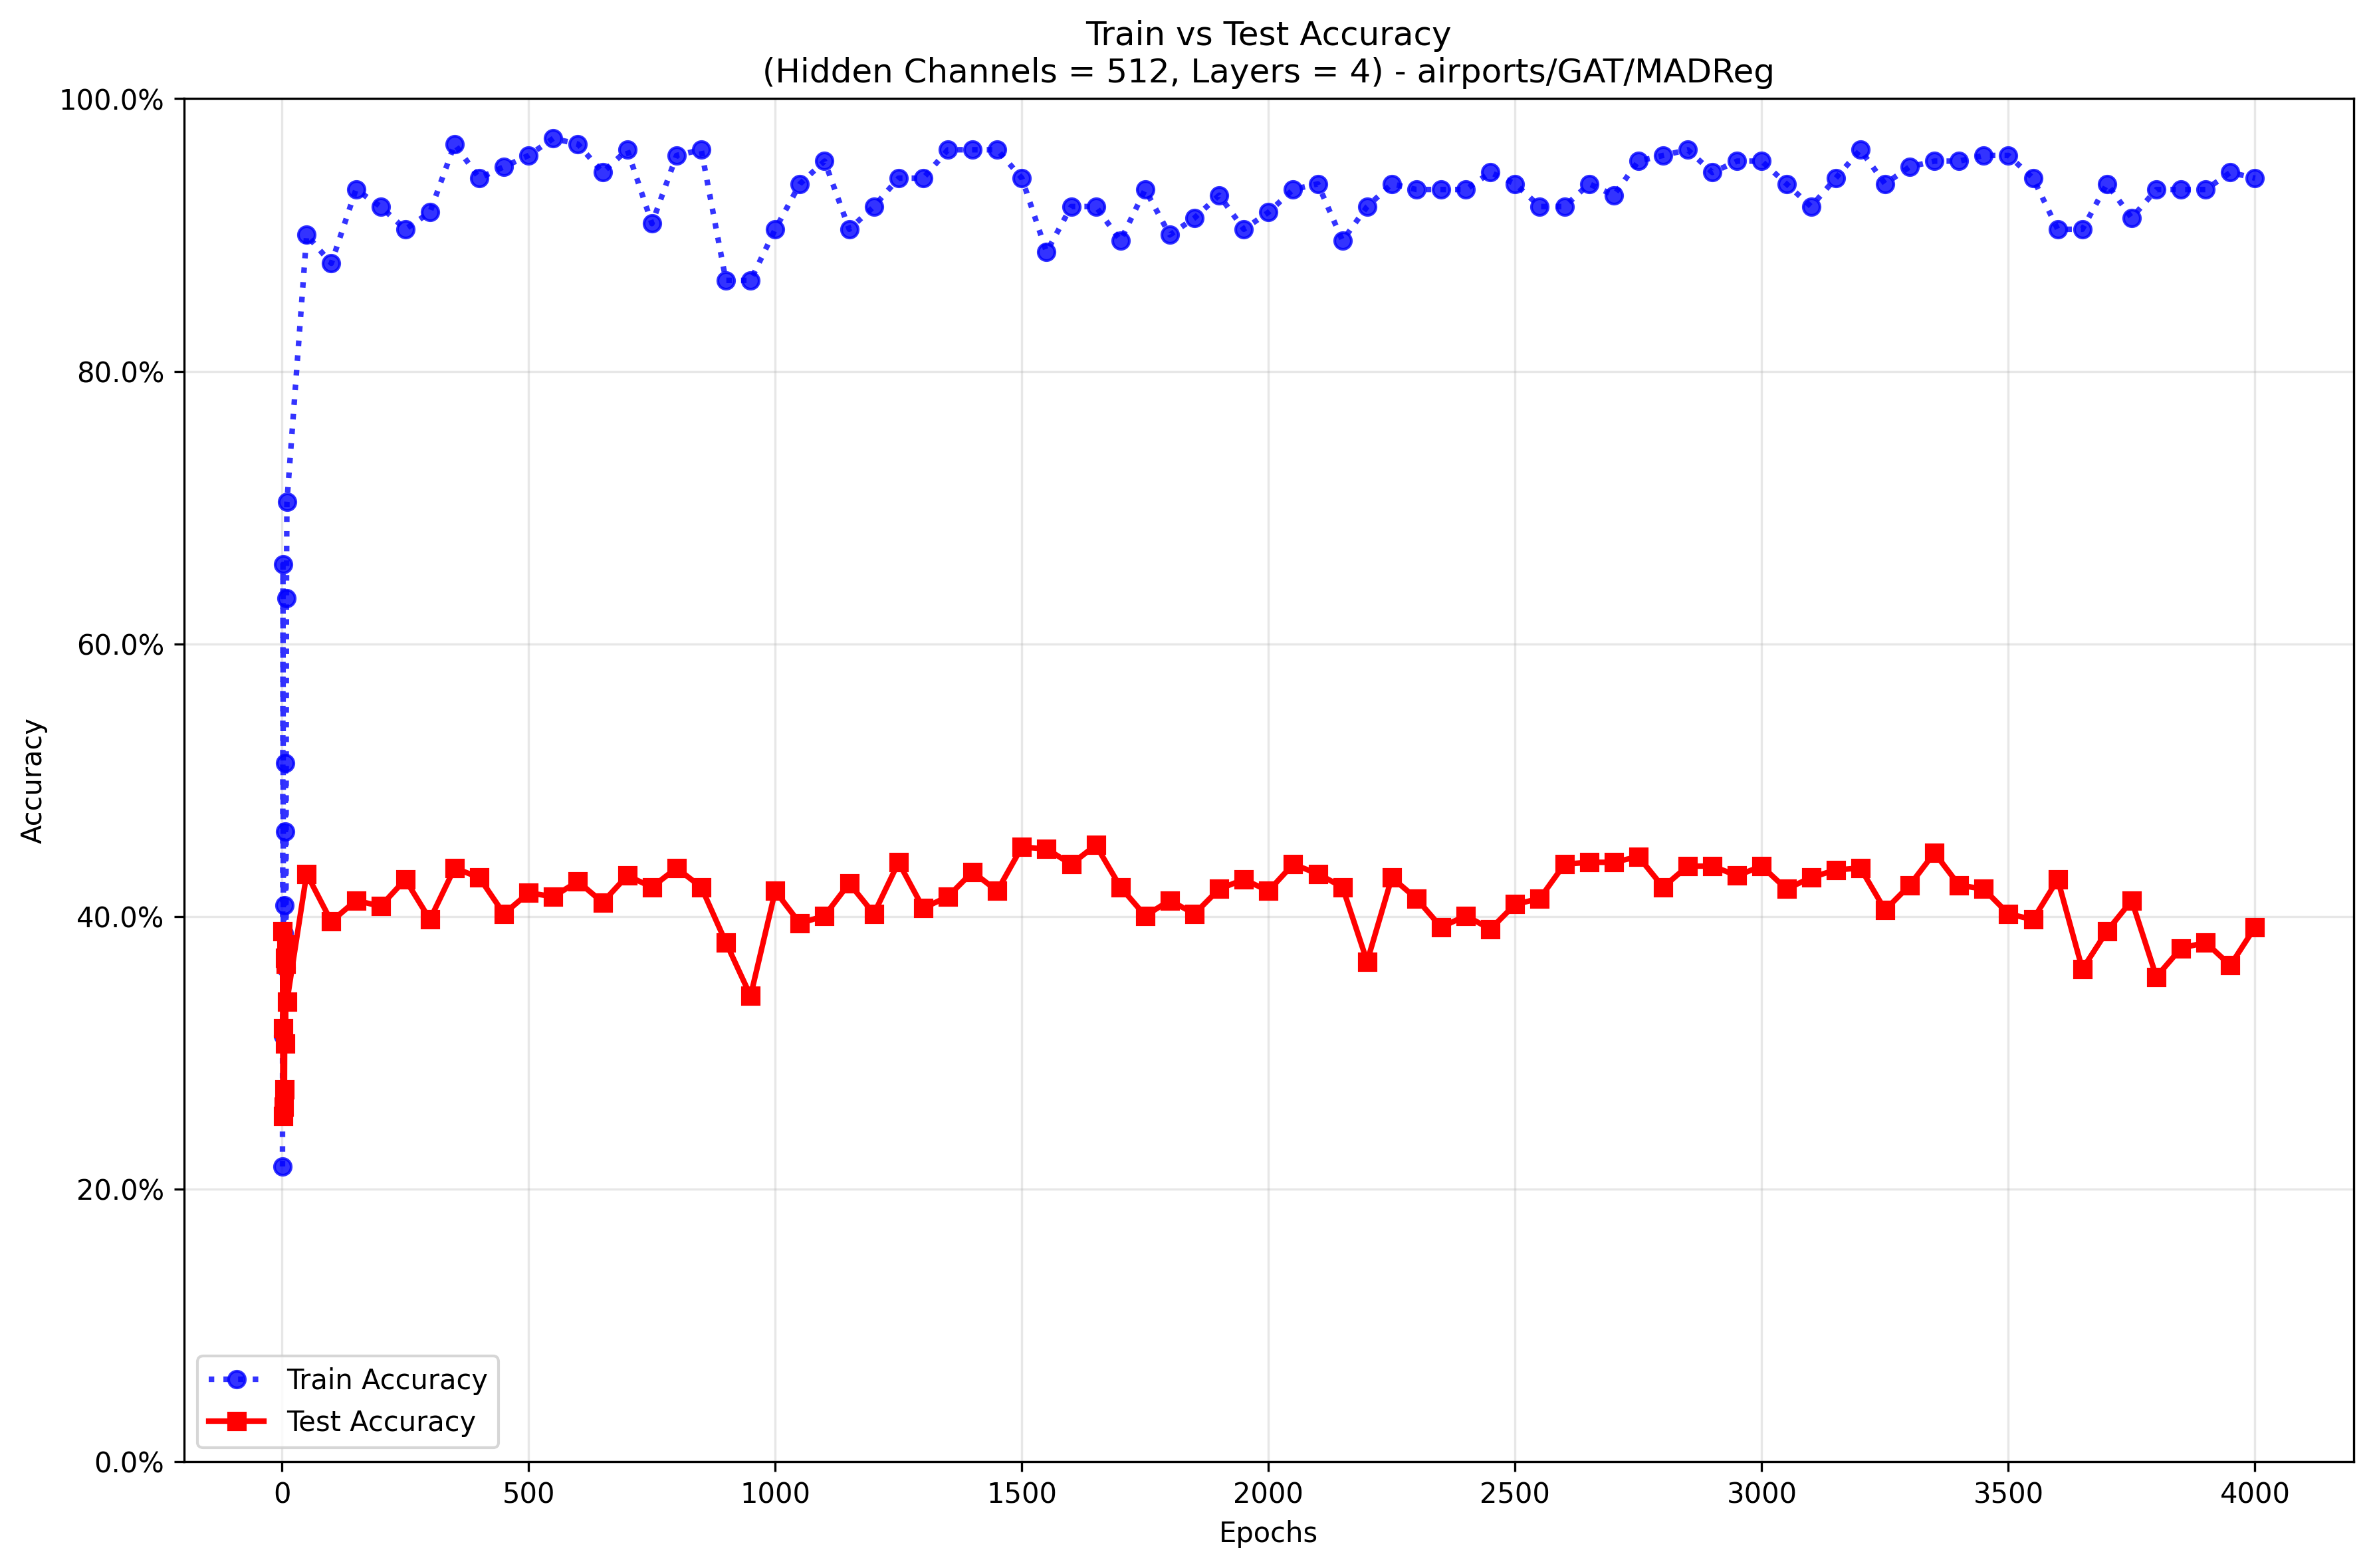 Train vs Test Accuracy
(Hidden Channels = 512, Layers = 4) - airports/GAT/MADReg
100.0%
80.0%
60.0%
40.0%
20.0%
0.0%
Accuracy
Train Accuracy
Test Accuracy
0
500
1000
1500
2000
2500
3000
3500
4000
Epochs